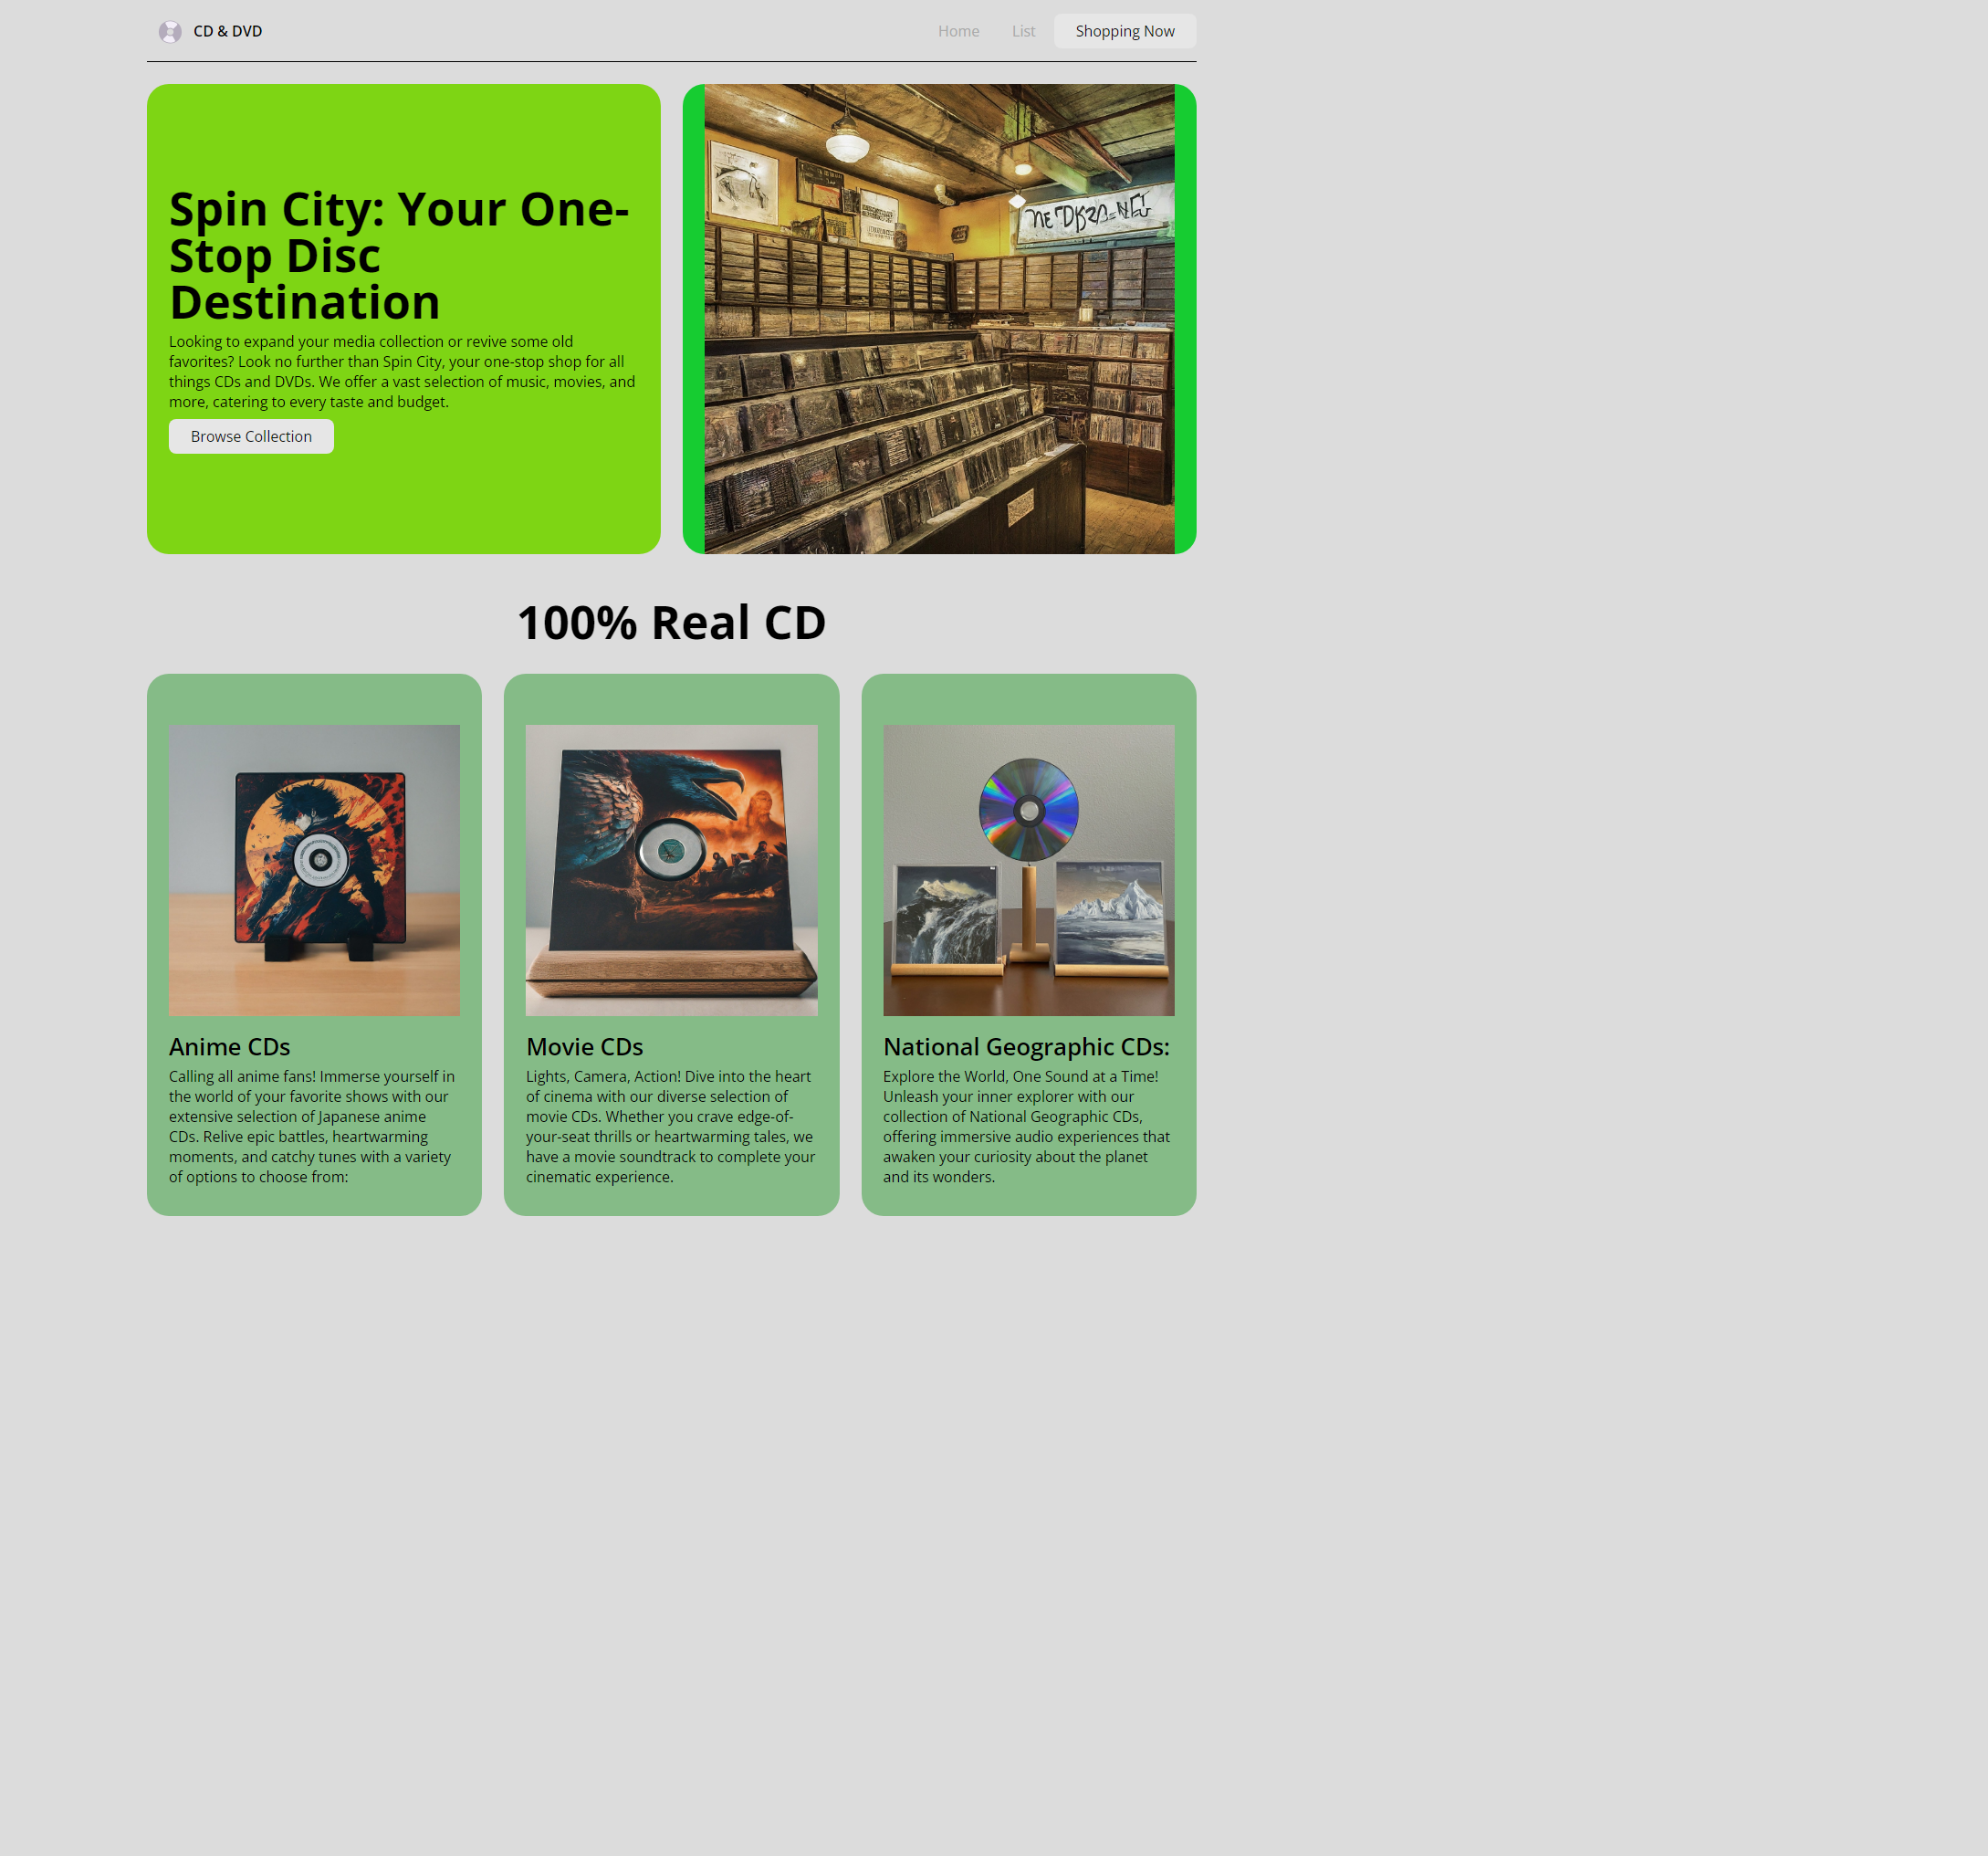 CD & DVD
Home
List
Shopping Now
Spin City: Your One-
Stop Disc
Destination
Looking to expand your media collection or revive some old
favorites? Look no further than Spin City, your one-stop shop for all
things CDs and DVDs. We offer a vast selection of music, movies, and
more, catering to every taste and budget.
Browse Collection
100% Real CD
Anime CDs
Calling all anime fans! Immerse yourself in
the world of your favorite shows with our
extensive selection of Japanese anime
CDs. Relive epic battles, heartwarming
moments, and catchy tunes with a variety
of options to choose from:
Movie CDs
Lights, Camera, Action! Dive into the heart
of cinema with our diverse selection of
movie CDs. Whether you crave edge-of-
your-seat thrills or heartwarming tales, we
have a movie soundtrack to complete your
cinematic experience.
National Geographic CDs:
Explore the World, One Sound at a Time!
Unleash your inner explorer with our
collection of National Geographic CDs,
offering immersive audio experiences that
awaken your curiosity about the planet
and its wonders.